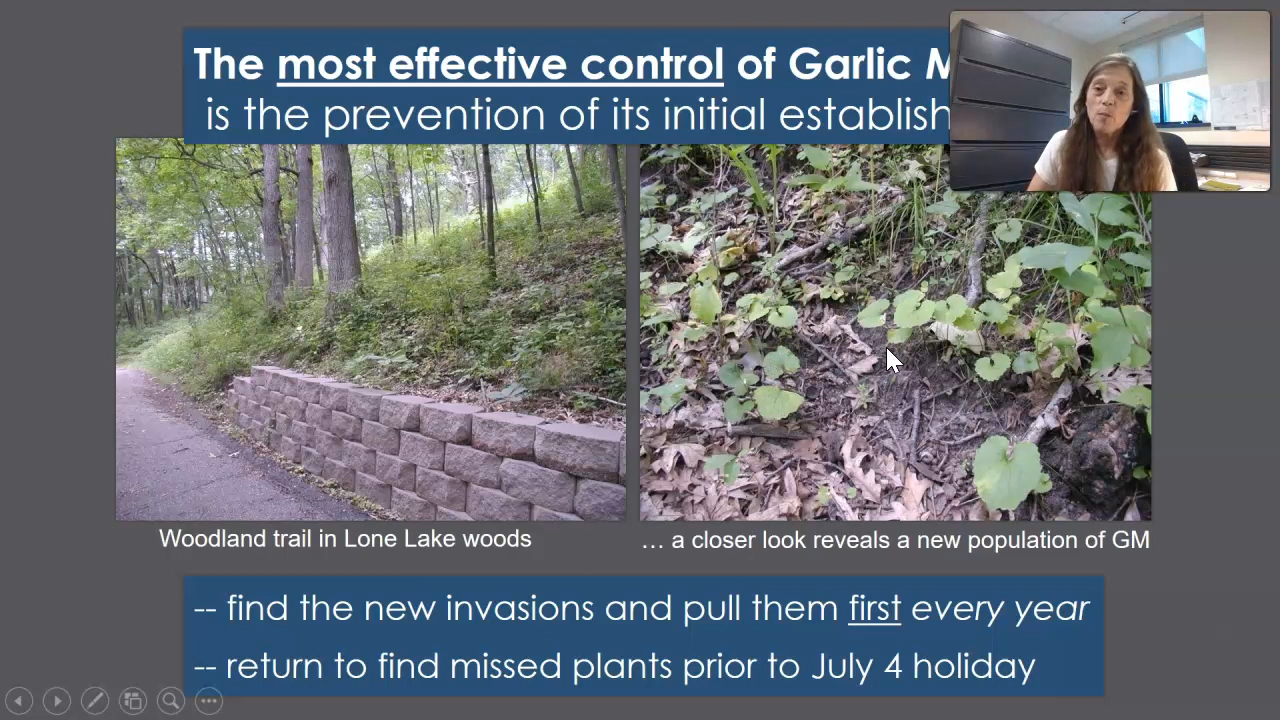 The most effective control of Garlic
is the prevention of its initial
Woodland trail in Lone Lake woods
… a closer look reveals a new population of GM
-- find the new invasions and pull them first every year
-- return to find missed plants prior to July 4 holiday